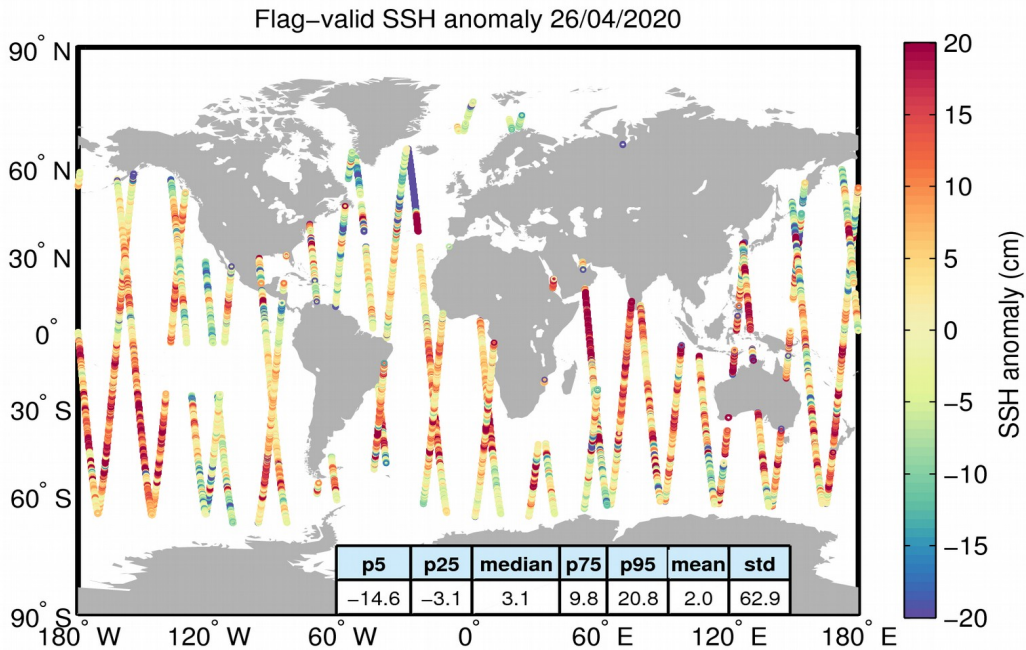 Flag−valid SSH anomaly 26/04/2020
90° N
60° N
30° N
0°
30° S
60° S
90° S
180° W
120° W
60° W
0°
60° E
120° E
180° E
p5 p25 median p75 p95 mean std
−14.6 −3.1 3.1 9.8 20.8 2.0 62.9
20
15
10
5
0
−5
−10
−15
−20
SSH anomaly (cm)